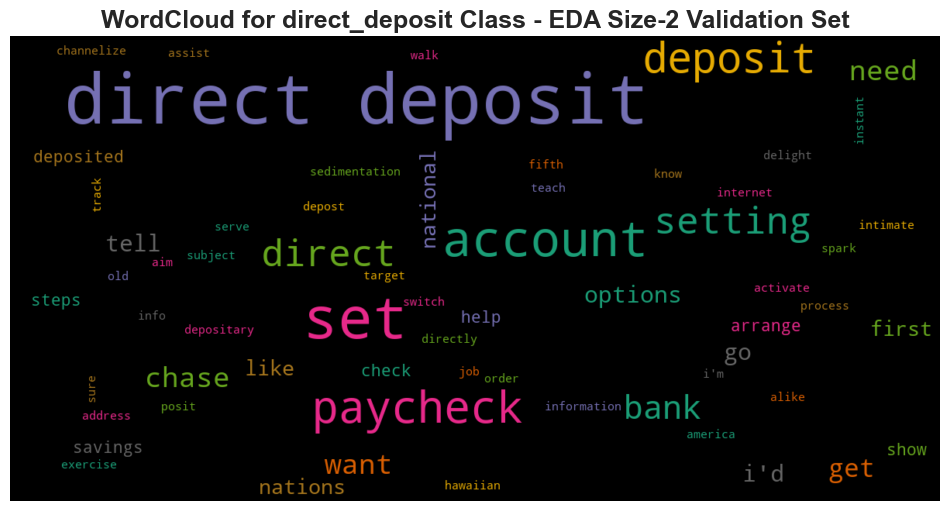 WordCloud for direct_deposit Class - EDA Size-2 Validation Set
channelize
assist
walk
deposit
need
direct deposit
instant
deposited
national
fifth
delight
sedimentation
know
track
teach
internet
depost
setting
serve
account
intimate
tell
direct
spark
subject
aim
old
target
activate
options
steps
set
switch
process
info
help
arrange
first
depositary
directly
go
like
check
job
i'm
chase
order
sure
alike
posit
paycheck
information
bank
address
america
savings
show
exercise
want
i'd
get
nations
hawaiian